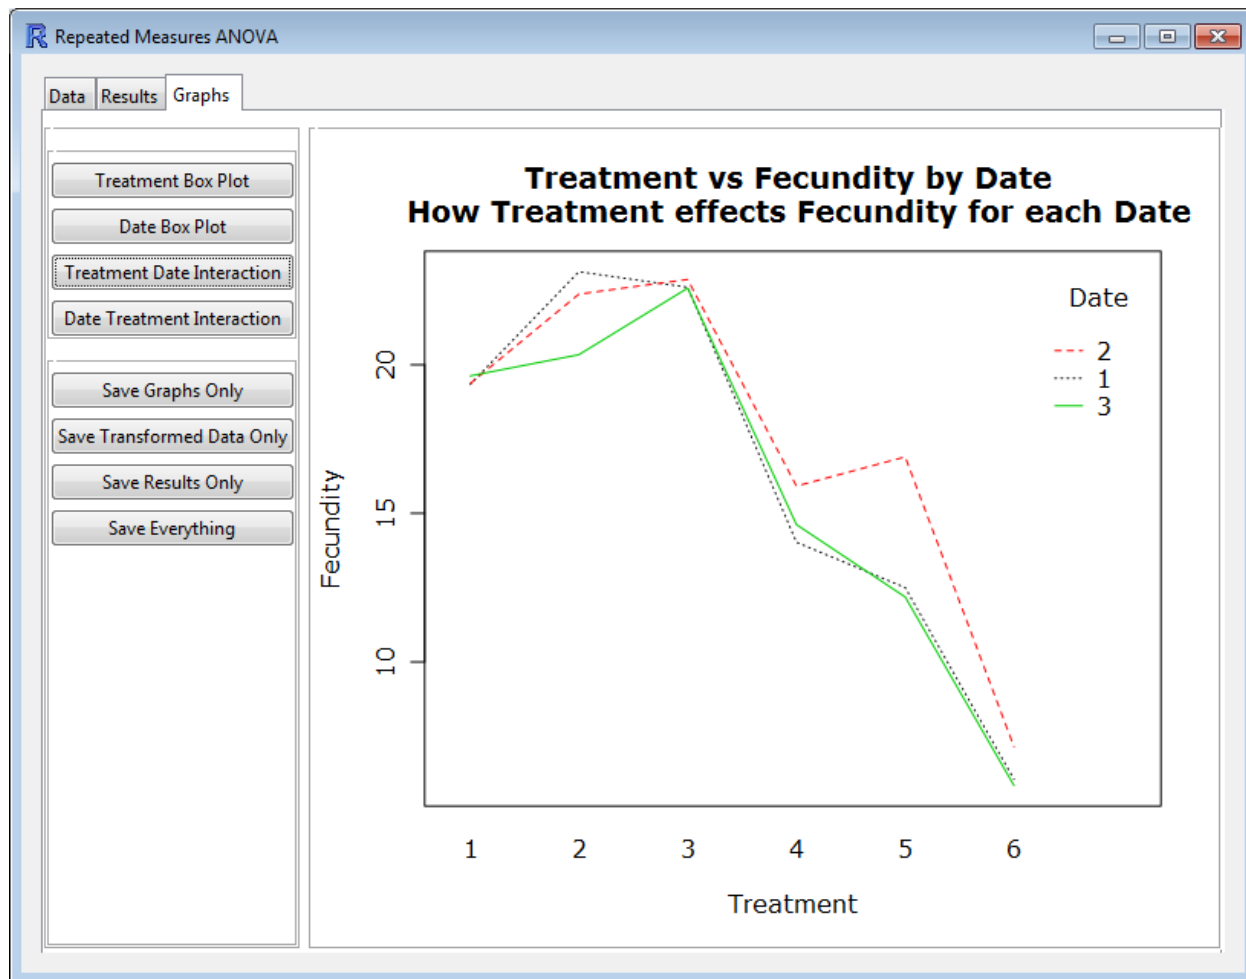 Repeated Measures ANOVA
Data
Results
Graphs
Treatment Box Plot
Date Box Plot
Treatment Date Interaction
Date Treatment Interaction
Save Graphs Only
Save Transformed Data Only
Save Results Only
Save Everything
Treatment vs Fecundity by Date
How Treatment effects Fecundity for each Date
Date
2
1
3
Fecundity
20
15
10
1 2 3 4 5 6
Treatment